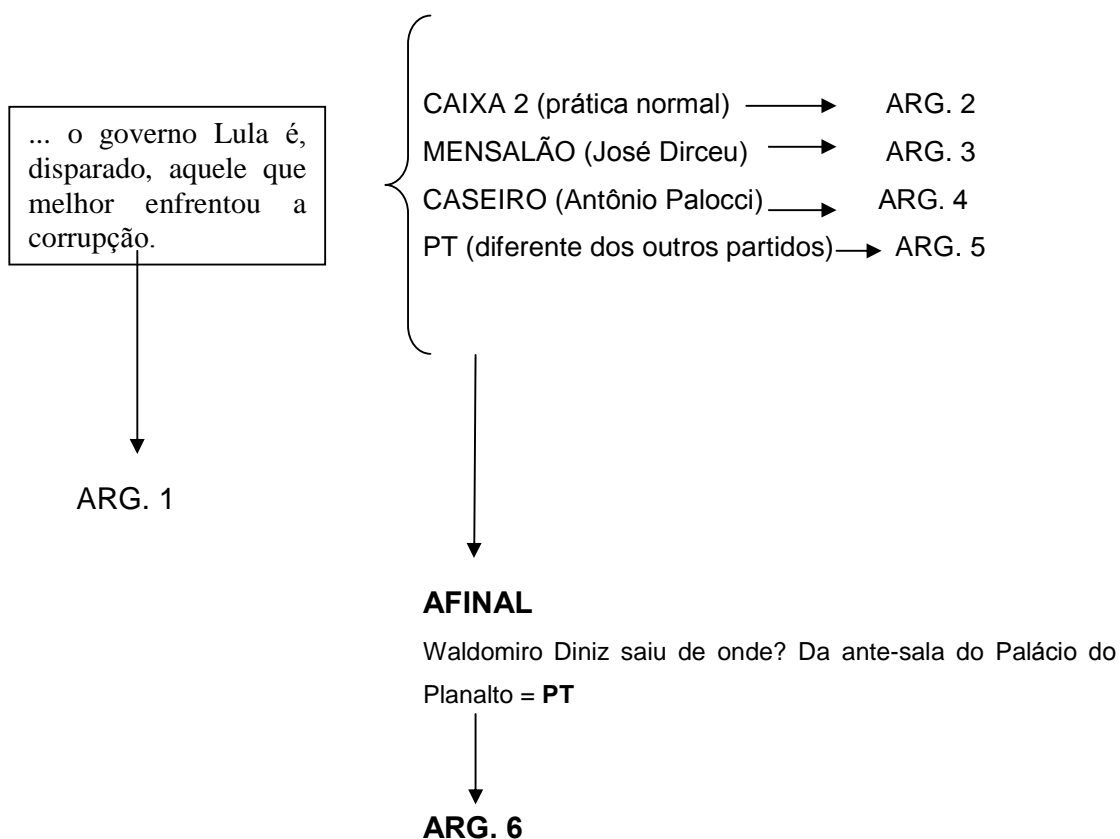 ... o governo Lula é,
disparado, aquele que
melhor enfrentou a
corrupção.
ARG. 1
CAIXA 2 (prática normal) ARG. 2
MENSALÃO (José Dirceu) ARG. 3
CASEIRO (Antônio Palocci) ARG. 4
PT (diferente dos outros partidos) ARG. 5
AFINAL
Waldomiro Diniz saiu de onde? Da ante-sala do Palácio do
Planalto = PT
ARG. 6